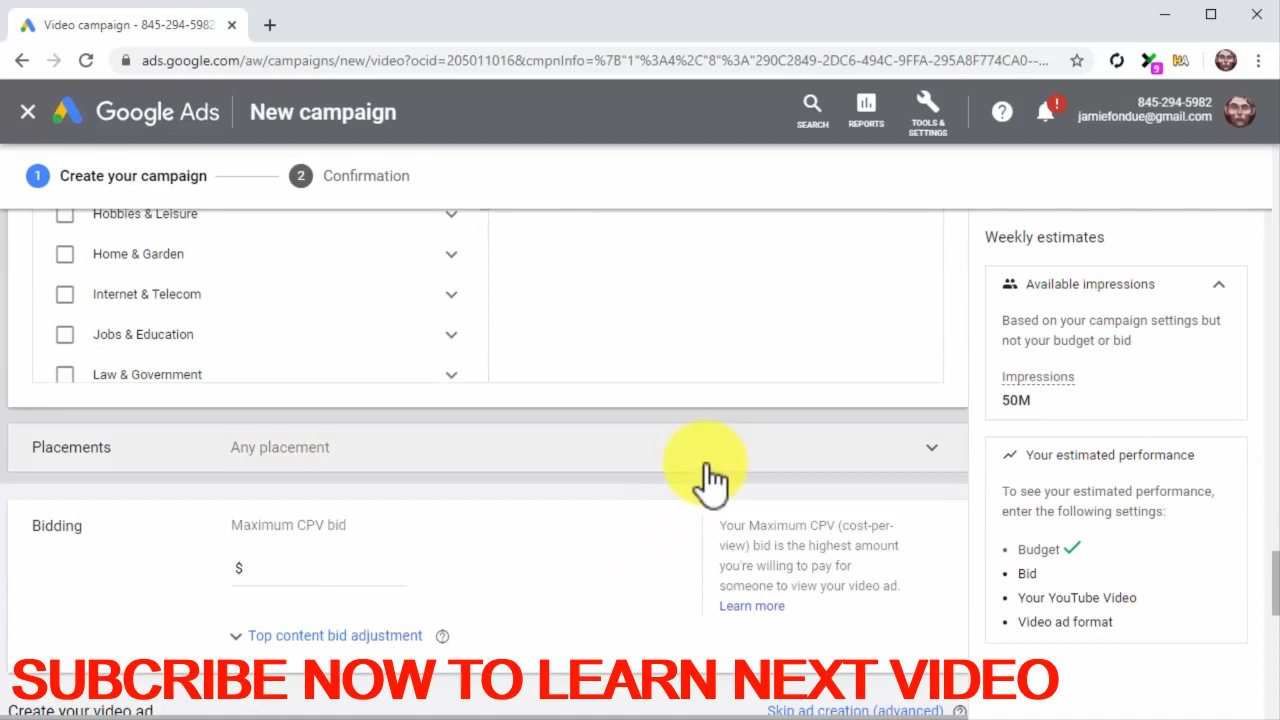 Video campaign - 845-294-5982
ads.google.com/aw/campaigns/new/video?ocid=205011016&cmpnInfo=%7B"1"%3A4%2C"8"%3A"290C2849-2DC6-494C-9FFA-295A8F774CA0--...
9
Google Ads
New campaign
SEARCH
REPORTS
TOOLS &
SETTINGS
!
845-294-5982
jamiefondue@gmail.com
1 Create your campaign
2 Confirmation
Hobbies & Leisure
Home & Garden
Internet & Telecom
Jobs & Education
Law & Government
Placements
Any placement
Bidding
Maximum CPV bid
$
Your Maximum CPV (cost-per-
view) bid is the highest amount
you're willing to pay for
someone to view your video ad.
Learn more
Top content bid adjustment
Weekly estimates
Available impressions
Based on your campaign settings but
not your budget or bid
Impressions
50M
Your estimated performance
To see your estimated performance,
enter the following settings:
• Budget
• Bid
• Your YouTube Video
• Video ad format
SUBCRIBE NOW TO LEARN NEXT VIDEO
Create your video ad
Skip ad creation (advanced)